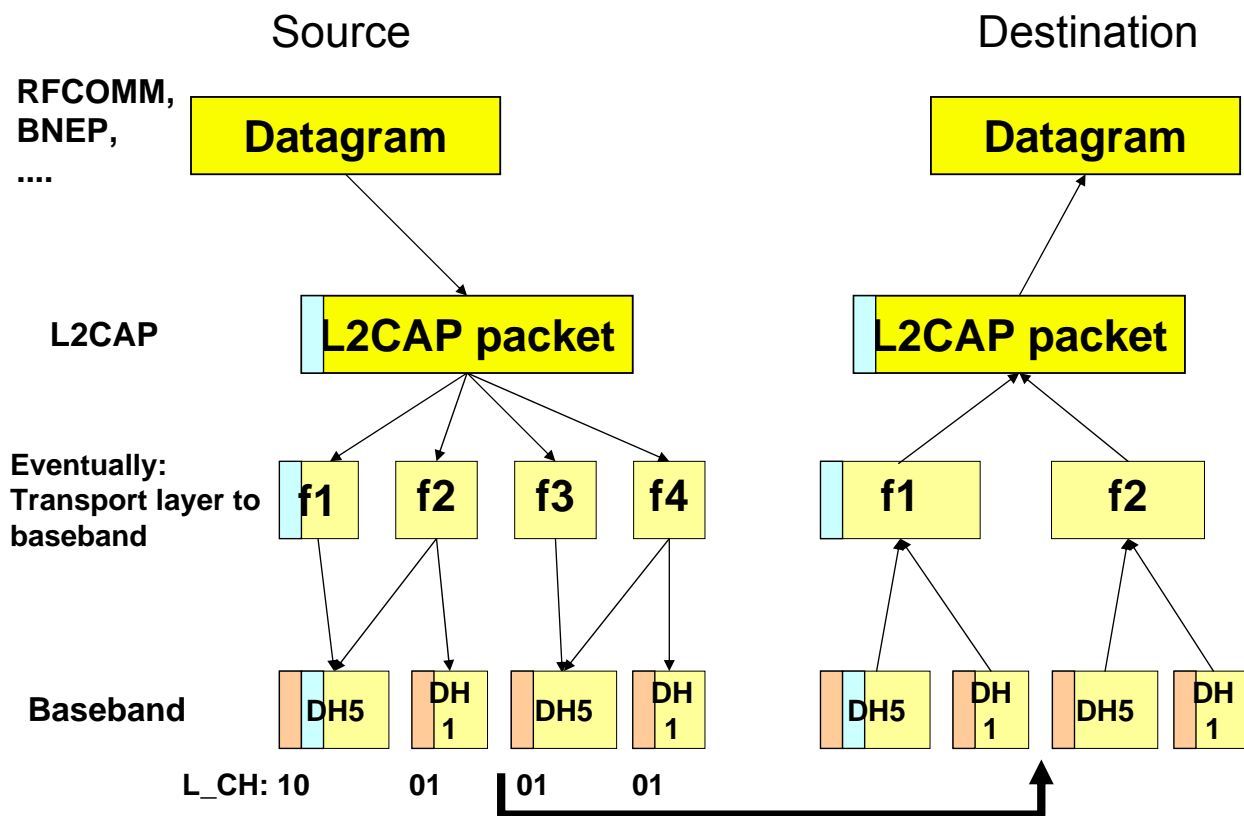 Source
Destination
RFCOMM,
BNEP,
....
Datagram
Datagram
L2CAP
L2CAP packet
L2CAP packet
Eventually:
Transport layer to
baseband
f1
f2
f3
f4
f1
f2
Baseband
DH5
DH
1
DH5
DH
1
DH5
DH
1
DH5
DH
1
L_CH: 10
01
01
01